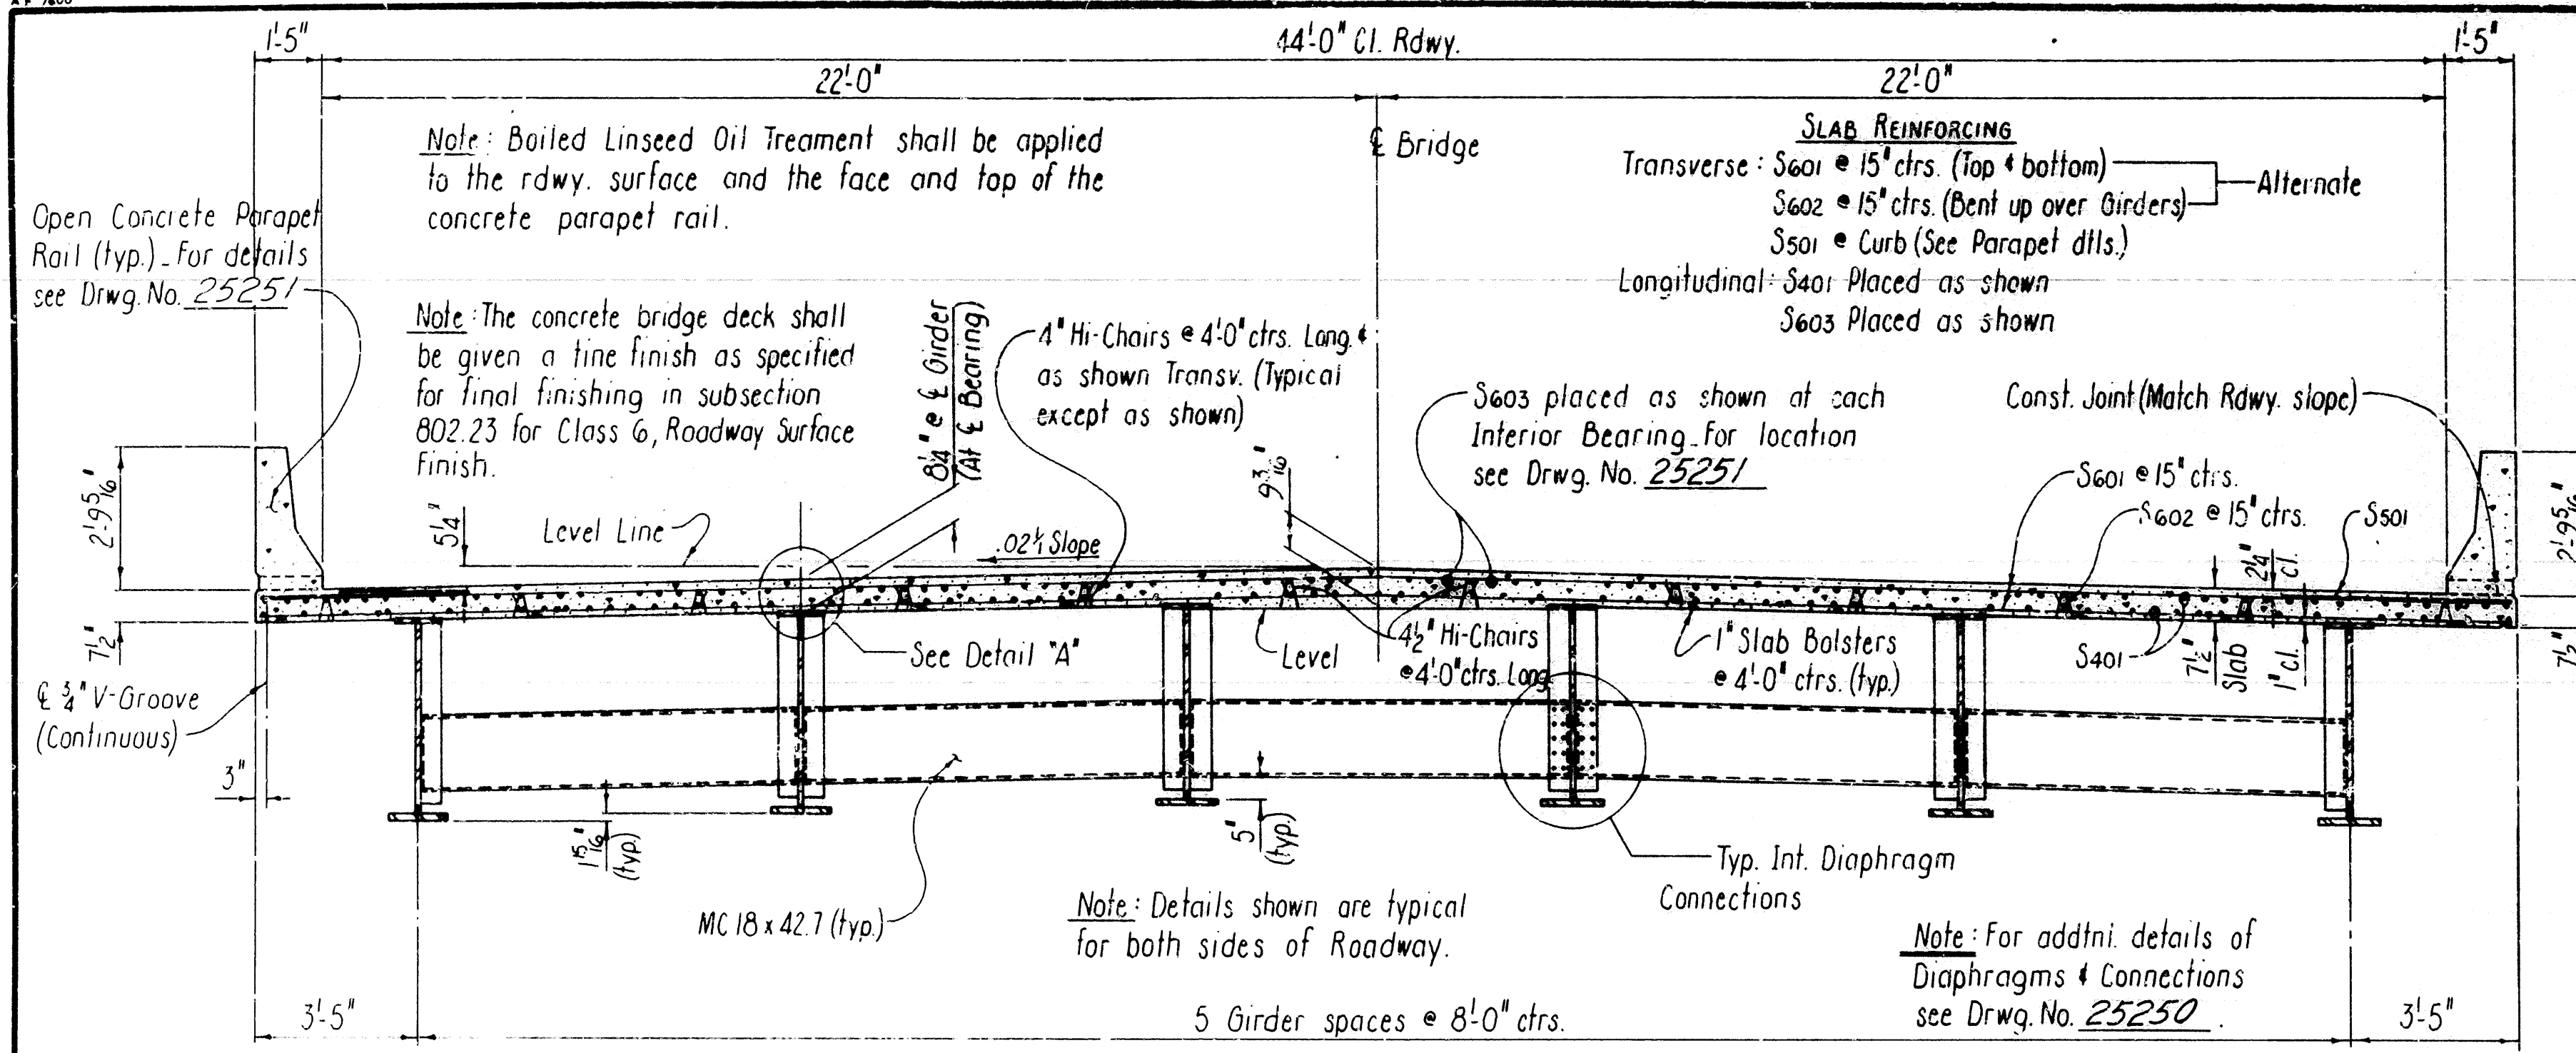 1'-5"
44'-0" Cl. Rdwy.
1'-5"
22'-0"
22'-0"
Note: Boiled Linseed Oil Treament shall be applied
to the rdwy. surface and the face and top of the
concrete parapet rail.
℄ Bridge
SLAB REINFORCING
Transverse: S601 @ 15" ctrs. (Top & bottom)
S602 @ 15" ctrs. (Bent up over Girders)
Alternate
S501 @ Curb (See Parapet dtls.)
Longitudinal: S401 Placed as shown
S603 Placed as shown
Open Concrete Parapet
Rail (typ.) - For details
see Drwg. No. 25251
Note: The concrete bridge deck shall
be given a tine finish as specified
for final finishing in subsection
802.23 for Class 6, Roadway Surface
Finish.
8¼" @ ℄ Girder
(At ℄ Bearing)
4" Hi-Chairs @ 4'-0" ctrs. Long. &
as shown Transv. (Typical
except as shown)
9 3/16"
S603 placed as shown at each
Interior Bearing - For location
see Drwg. No. 25251
Const. Joint (Match Rdwy. slope)
S601 @ 15" ctrs.
S602 @ 15" ctrs.
S501
2'-9 5/16"
5¼"
Level Line
.02'/1' Slope
2¼" cl.
2'-9 5/16"
7½"
See Detail "A"
Level
4½" Hi-Chairs
@ 4'-0" ctrs. Long.
1" Slab Bolsters
@ 4'-0" ctrs. (typ.)
S401
7½"
Slab
1" cl.
7½"
℄ ¾" V-Groove
(Continuous)
3"
1 15/16"
(typ.)
5"
(typ.)
MC 18 x 42.7 (typ.)
Typ. Int. Diaphragm
Connections
Note: Details shown are typical
for both sides of Roadway.
Note: For addtnl. details of
Diaphragms & Connections
see Drwg. No. 25250.
3'-5"
5 Girder spaces @ 8'-0" ctrs.
3'-5"